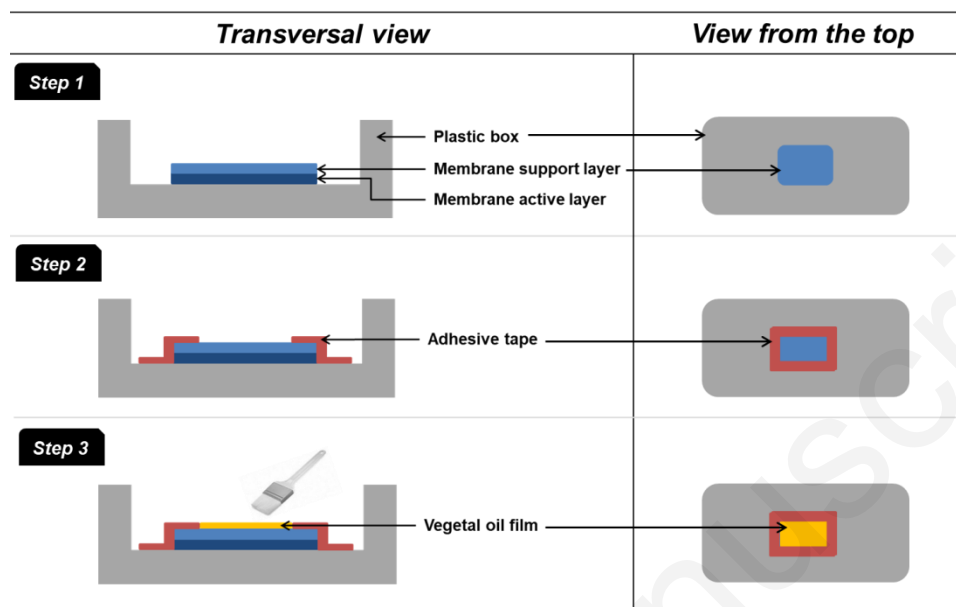 Transversal view
View from the top
Step 1
Plastic box
Membrane support layer
Membrane active layer
Step 2
Adhesive tape
Step 3
Vegetal oil film